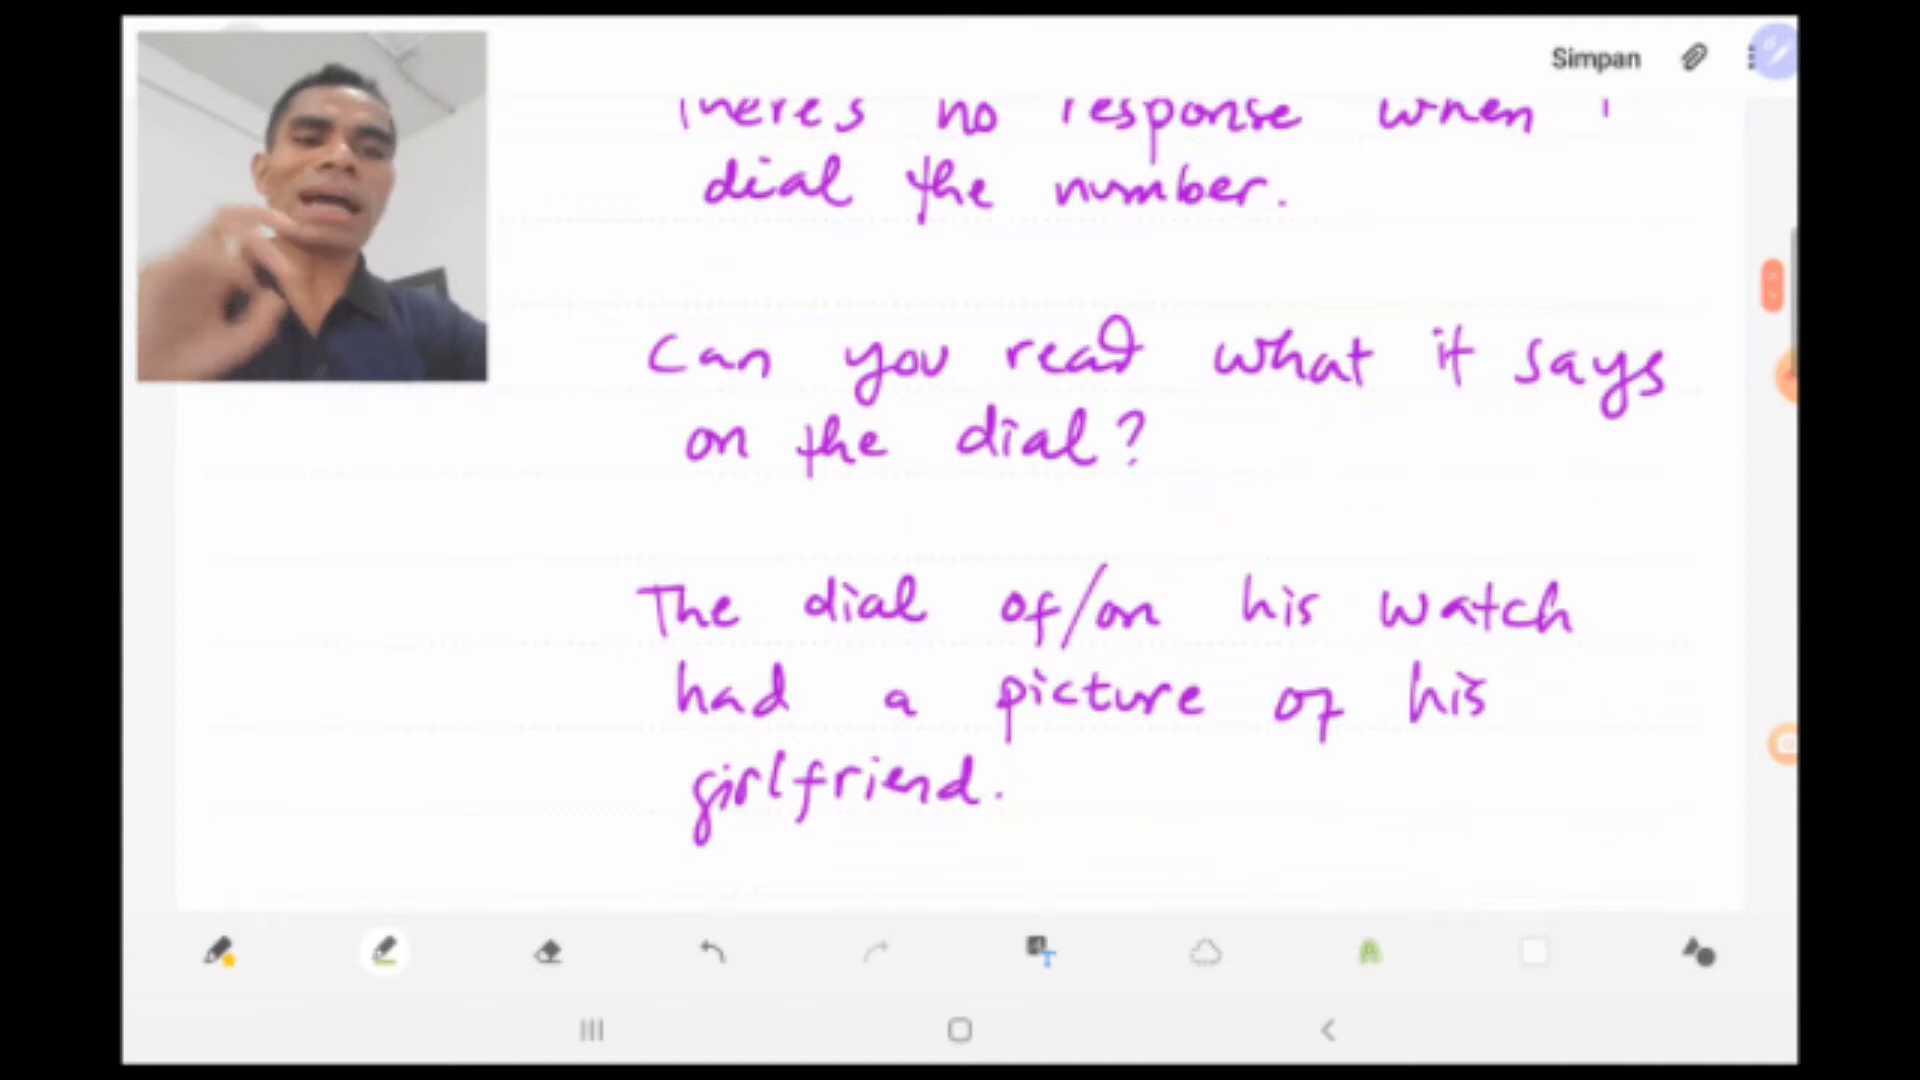 Simpan
There's no response when I
dial the number.
Can you read what it says
on the dial?
The dial of/on his watch
had a picture of his
girlfriend.